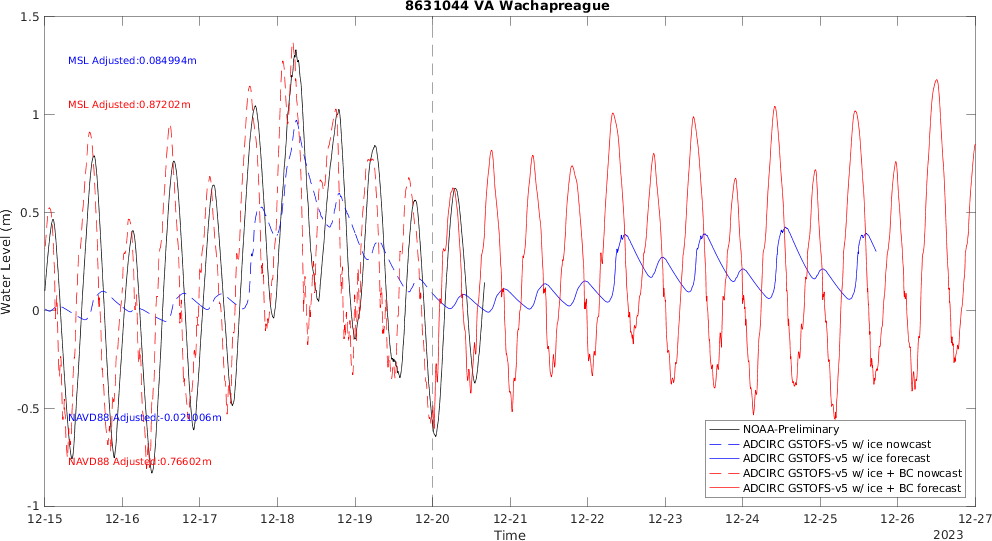 8631044 VA Wachapreague
1.5
MSL Adjusted:0.084994m
MSL Adjusted:0.87202m
1
0.5
Water Level (m)
0
-0.5
NAVD88 Adjusted:-0.021006m
NAVD88 Adjusted:0.76602m
-1
NOAA-Preliminary
ADCIRC GSTOFS-v5 w/ ice nowcast
ADCIRC GSTOFS-v5 w/ ice forecast
ADCIRC GSTOFS-v5 w/ ice + BC nowcast
ADCIRC GSTOFS-v5 w/ ice + BC forecast
12-15 12-16 12-17 12-18 12-19 12-20 12-21 12-22 12-23 12-24 12-25 12-26 12-27
Time
2023